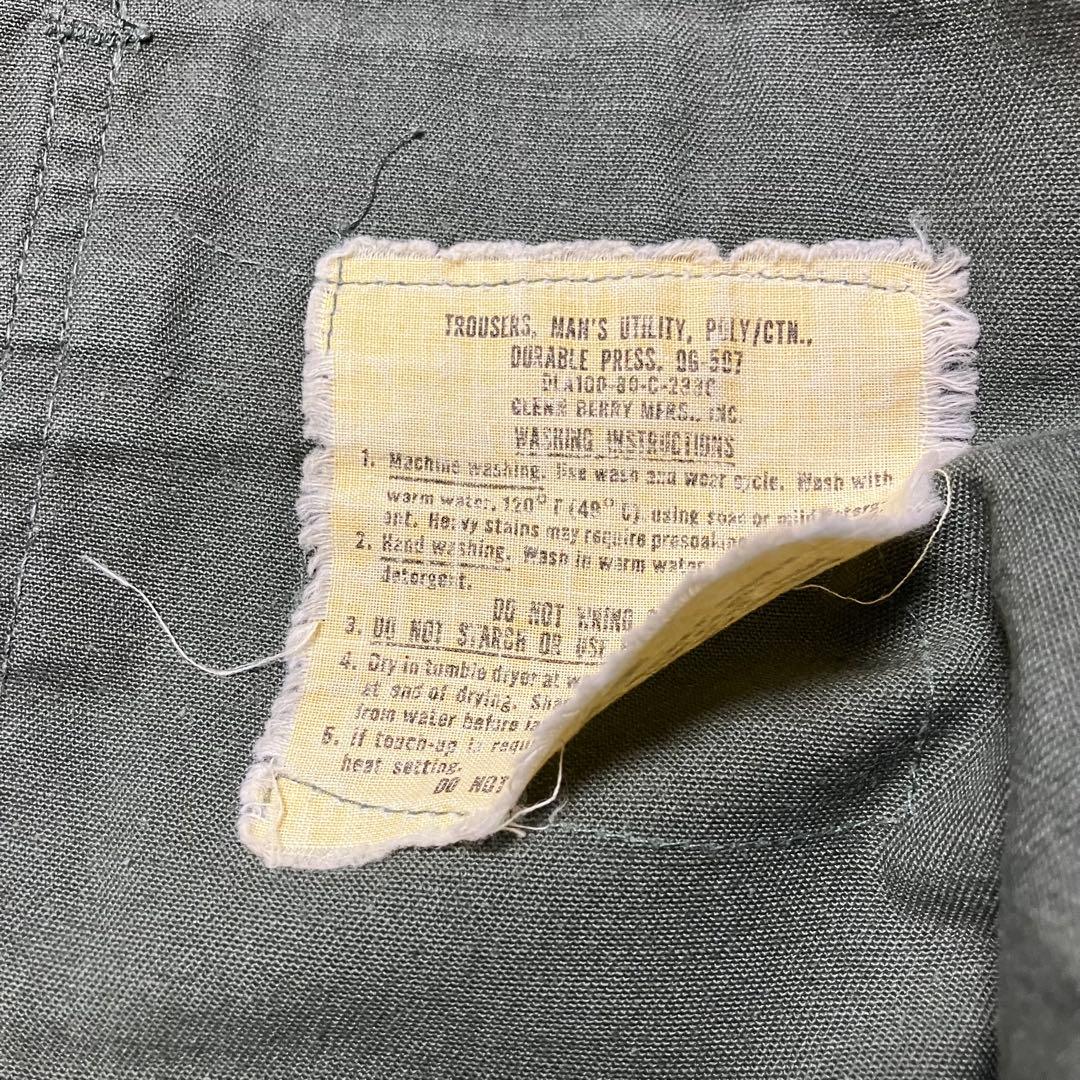 TROUSERS, MAN'S UTILITY, POLY/CTN.,
DURABLE PRESS, OG-507
DLA100-80-C-2330
GLENN BERRY MFRS., INC.
WASHING INSTRUCTIONS
1. Machine washing. Use wash and wear cycle. Wash with
warm water, 120° F (49° C) using soap or mild deterg-
ent. Heavy stains may require presoaking
2. Hand washing. Wash in warm water
detergent.
DO NOT WRING
3. DO NOT STARCH OR USE
4. Dry in tumble dryer at
at end of drying.
from water before
5. If touch-up is
heat setting.
DO NOT